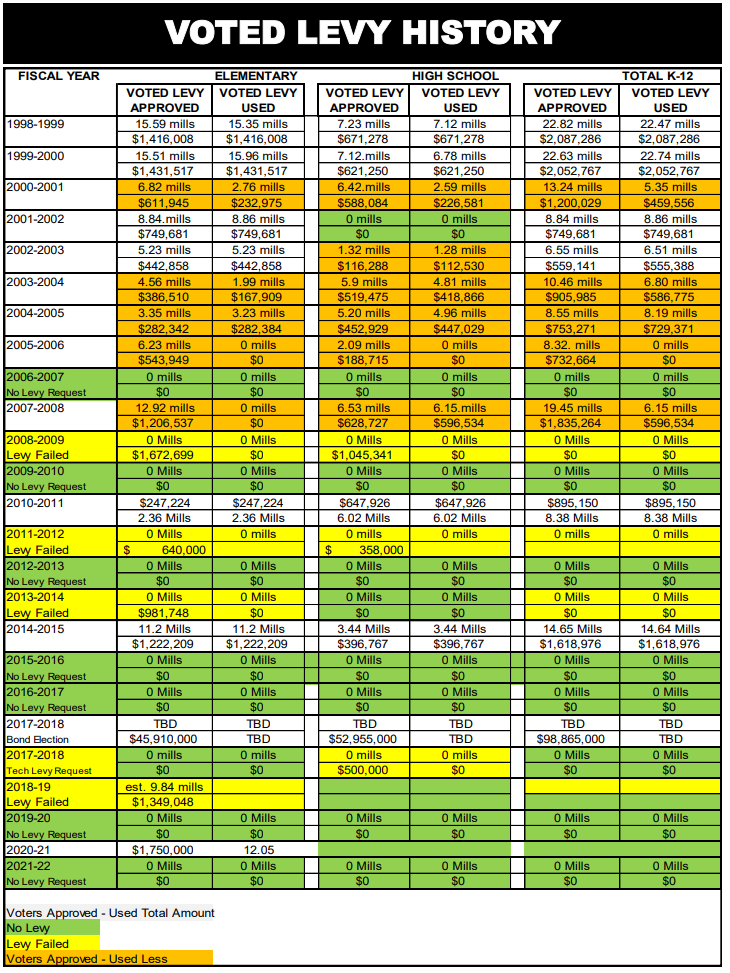 VOTED LEVY HISTORY
FISCAL YEAR ELEMENTARY HIGH SCHOOL TOTAL K-12
VOTED LEVY VOTED LEVY VOTED LEVY VOTED LEVY VOTED LEVY VOTED LEVY
APPROVED USED APPROVED USED APPROVED USED
1998-1999 15.59 mills 15.35 mills 7.23 mills 7.12 mills 22.82 mills 22.47 mills
$1,416,008 $1,416,008 $671,278 $671,278 $2,087,286 $2,087,286
1999-2000 15.51 mills 15.96 mills 7.12.mills 6.78 mills 22.63 mills 22.74 mills
$1,431,517 $1,431,517 $621,250 $621,250 $2,052,767 $2,052,767
2000-2001 6.82 mills 2.76 mills 6.42.mills 2.59 mills 13.24 mills 5.35 mills
$611,945 $232,975 $588,084 $226,581 $1,200,029 $459,556
2001-2002 8.84.mills 8.86 mills 0 mills 0 mills 8.84 mills 8.86 mills
$749,681 $749,681 $0 $0 $749,681 $749,681
2002-2003 5.23 mills 5.23 mills 1.32 mills 1.28 mills 6.55 mills 6.51 mills
$442,858 $442,858 $116,288 $112,530 $559,141 $555,388
2003-2004 4.56 mills 1.99 mills 5.9 mills 4.81 mills 10.46 mills 6.80 mills
$386,510 $167,909 $519,475 $418,866 $905,985 $586,775
2004-2005 3.35 mills 3.23 mills 5.20 mills 4.96 mills 8.55 mills 8.19 mills
$282,342 $282,384 $452,929 $447,029 $753,271 $729,371
2005-2006 6.23 mills 0 mills 2.09 mills 0 mills 8.32. mills 0 mills
$543,949 $0 $188,715 $0 $732,664 $0
2006-2007 0 mills 0 mills 0 mills 0 mills 0 mills 0 mills
No Levy Request $0 $0 $0 $0 $0 $0
2007-2008 12.92 mills 0 mills 6.53 mills 6.15.mills 19.45 mills 6.15 mills
$1,206,537 $0 $628,727 $596,534 $1,835,264 $596,534
2008-2009 0 Mills 0 Mills 0 Mills 0 Mills 0 Mills 0 Mills
Levy Failed $1,672,699 $0 $1,045,341 $0 $0 $0
2009-2010 0 Mills 0 Mills 0 Mills 0 Mills 0 Mills 0 Mills
No Levy Request $0 $0 $0 $0 $0 $0
2010-2011 $247,224 $247,224 $647,926 $647,926 $895,150 $895,150
2.36 Mills 2.36 Mills 6.02 Mills 6.02 Mills 8.38 Mills 8.38 Mills
2011-2012 0 Mills 0 mills 0 mills 0 mills 0 mills 0 mills
Levy Failed $ 640,000 $ 358,000
2012-2013 0 Mills 0 Mills 0 Mills 0 Mills 0 Mills 0 Mills
No Levy Request $0 $0 $0 $0 $0 $0
2013-2014 0 Mills 0 Mills 0 Mills 0 Mills 0 Mills 0 Mills
Levy Failed $981,748 $0 $0 $0 $0 $0
2014-2015 11.2 Mills 11.2 Mills 3.44 Mills 3.44 Mills 14.65 Mills 14.64 Mills
$1,222,209 $1,222,209 $396,767 $396,767 $1,618,976 $1,618,976
2015-2016 0 Mills 0 Mills 0 Mills 0 Mills 0 Mills 0 Mills
No Levy Request $0 $0 $0 $0 $0 $0
2016-2017 0 Mills 0 Mills 0 Mills 0 Mills 0 Mills 0 Mills
No Levy Request $0 $0 $0 $0 $0 $0
2017-2018 TBD TBD TBD TBD TBD TBD
Bond Election $45,910,000 TBD $52,955,000 TBD $98,865,000 TBD
2017-2018 0 mills 0 mills 0 mills 0 mills 0 Mills 0 Mills
Tech Levy Request $0 $0 $500,000 $0 $0 $0
2018-19 est. 9.84 mills
Levy Failed $1,349,048
2019-20 0 Mills 0 Mills 0 Mills 0 Mills 0 Mills 0 Mills
No Levy Request $0 $0 $0 $0 $0 $0
2020-21 $1,750,000 12.05
2021-22 0 Mills 0 Mills 0 Mills 0 Mills 0 Mills 0 Mills
No Levy Request $0 $0 $0 $0 $0 $0
Voters Approved - Used Total Amount
No Levy
Levy Failed
Voters Approved - Used Less